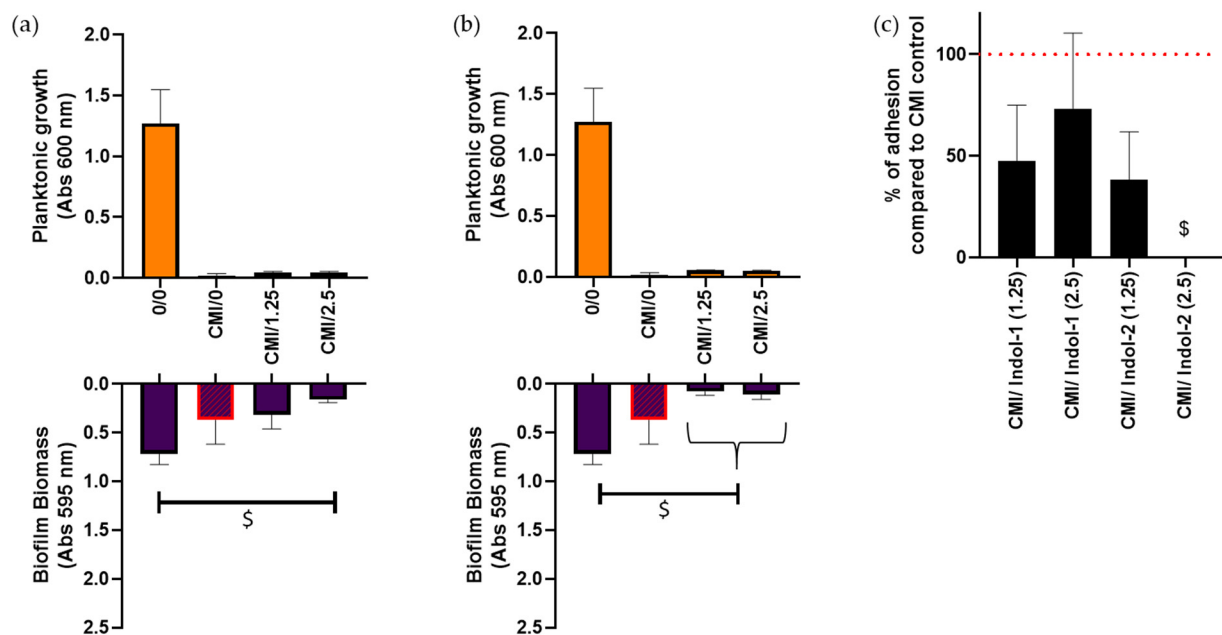 (a)
2.0
1.5
1.0
0.5
0.0
Planktonic growth
(Abs 600 nm)
0/0
CMI/0
CMI/1.25
CMI/2.5
0.0
0.5
1.0
1.5
2.0
2.5
Biofilm Biomass
(Abs 595 nm)
$
(b)
2.0
1.5
1.0
0.5
0.0
Planktonic growth
(Abs 600 nm)
0/0
CMI/0
CMI/1.25
CMI/2.5
0.0
0.5
1.0
1.5
2.0
2.5
Biofilm Biomass
(Abs 595 nm)
$
(c)
100
50
0
% of adhesion
compared to CMI control
$
CMI/ Indol-1 (1.25)
CMI/ Indol-1 (2.5)
CMI/ Indol-2 (1.25)
CMI/ Indol-2 (2.5)